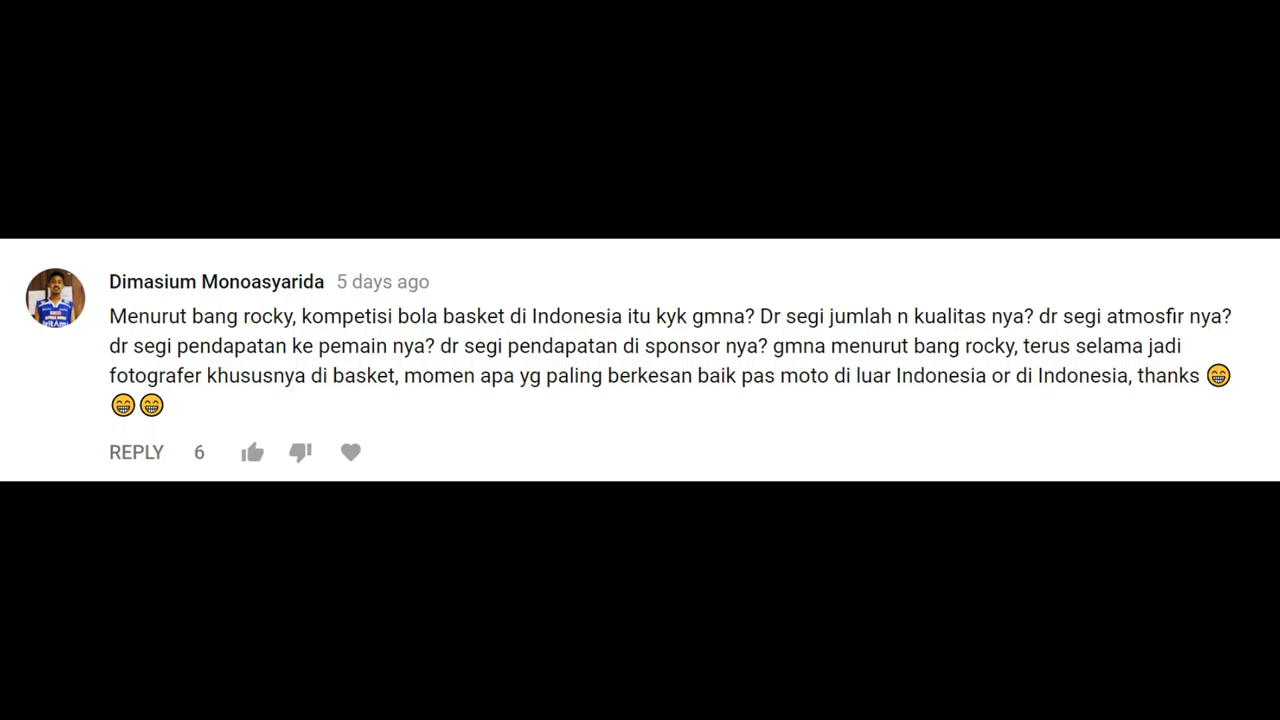 Dimasium Monoasyarida 5 days ago
Menurut bang rocky, kompetisi bola basket di Indonesia itu kyk gmna? Dr segi jumlah n kualitas nya? dr segi atmosfir nya?
dr segi pendapatan ke pemain nya? dr segi pendapatan di sponsor nya? gmna menurut bang rocky, terus selama jadi
fotografer khususnya di basket, momen apa yg paling berkesan baik pas moto di luar Indonesia or di Indonesia, thanks 😁
😁😁
REPLY 6